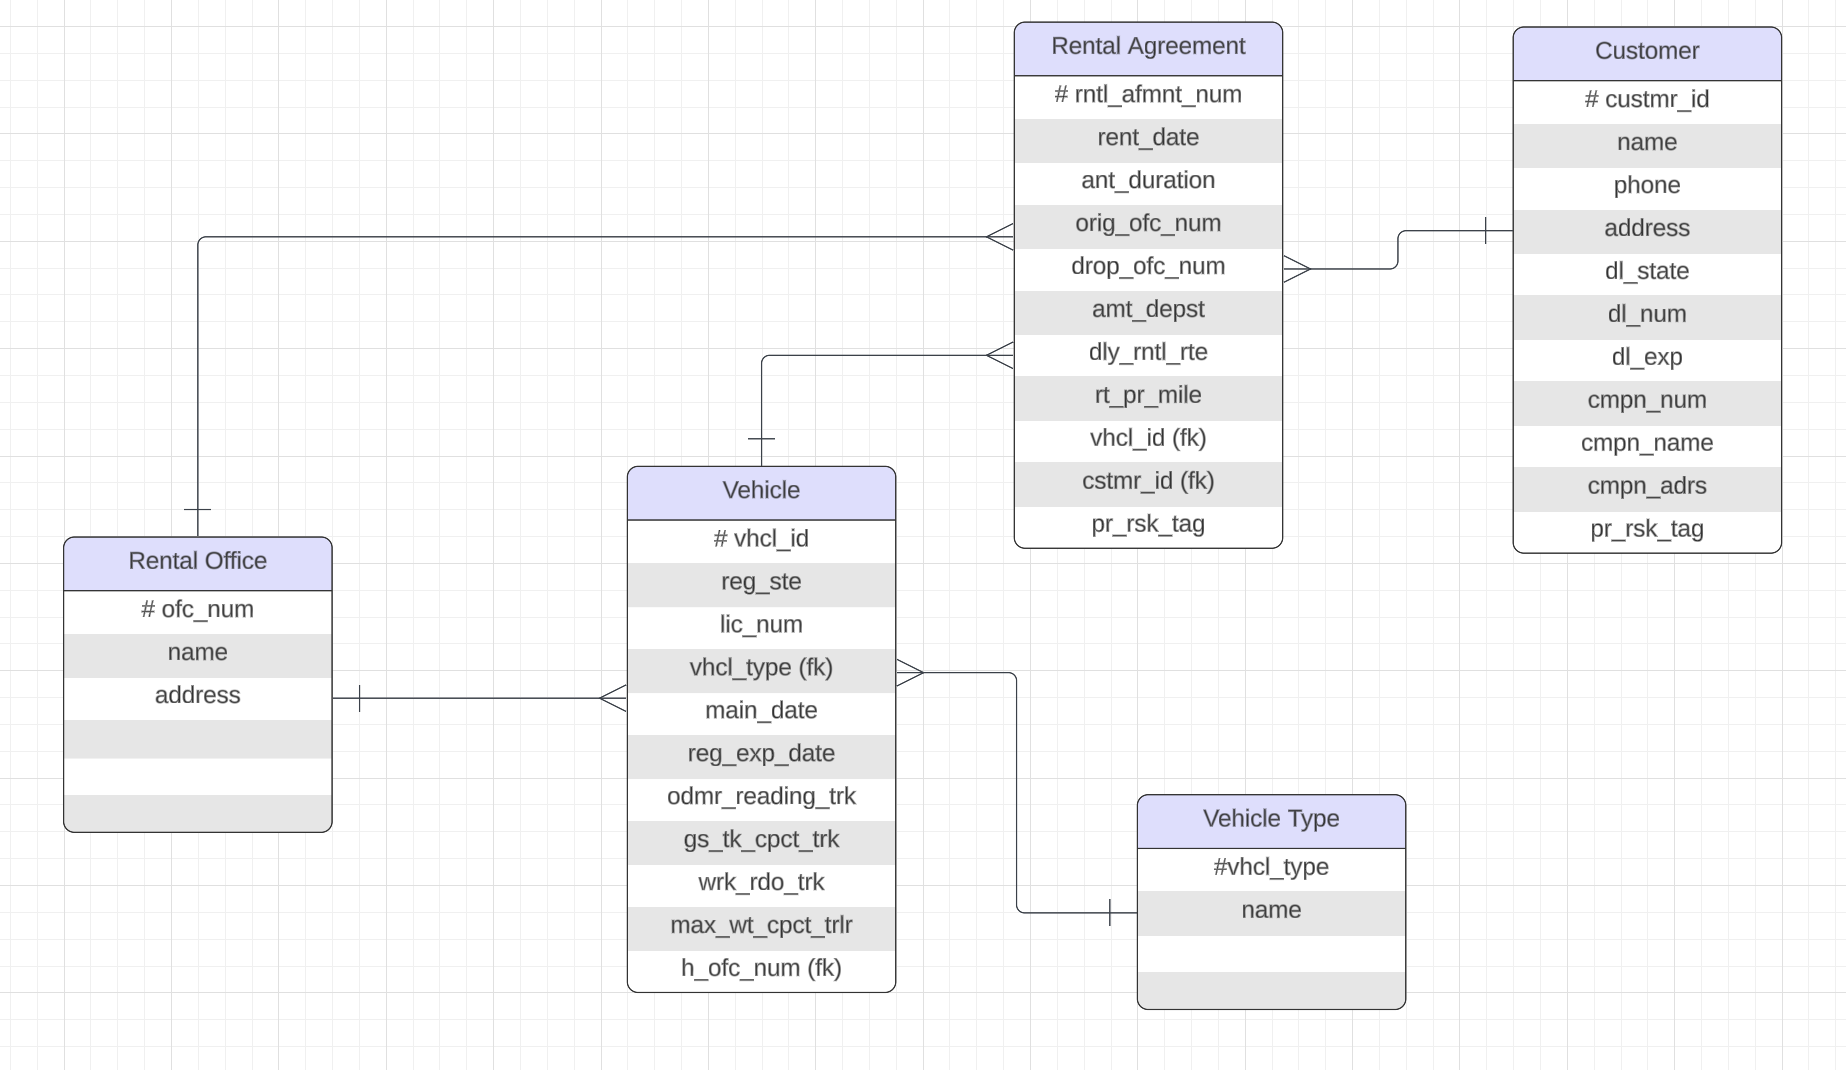 Rental Agreement
# rntl_afmnt_num
rent_date
ant_duration
orig_ofc_num
drop_ofc_num
amt_depst
dly_rntl_rte
rt_pr_mile
vhcl_id (fk)
cstmr_id (fk)
pr_rsk_tag
Customer
# custmr_id
name
phone
address
dl_state
dl_num
dl_exp
cmpn_num
cmpn_name
cmpn_adrs
pr_rsk_tag
Rental Office
# ofc_num
name
address
Vehicle
# vhcl_id
reg_ste
lic_num
vhcl_type (fk)
main_date
reg_exp_date
odmr_reading_trk
gs_tk_cpct_trk
wrk_rdo_trk
max_wt_cpct_trlr
h_ofc_num (fk)
Vehicle Type
#vhcl_type
name